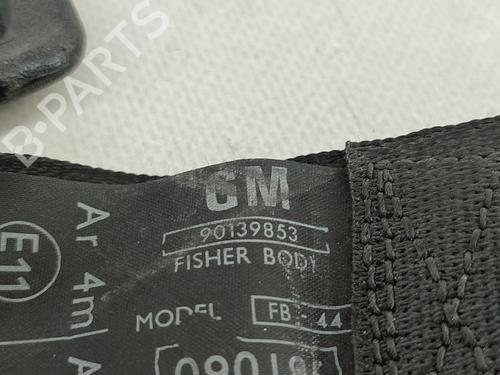 GM
90139853
FISHER BODY
MODEL FB-44
E11
Ar 4m
B-PARTS